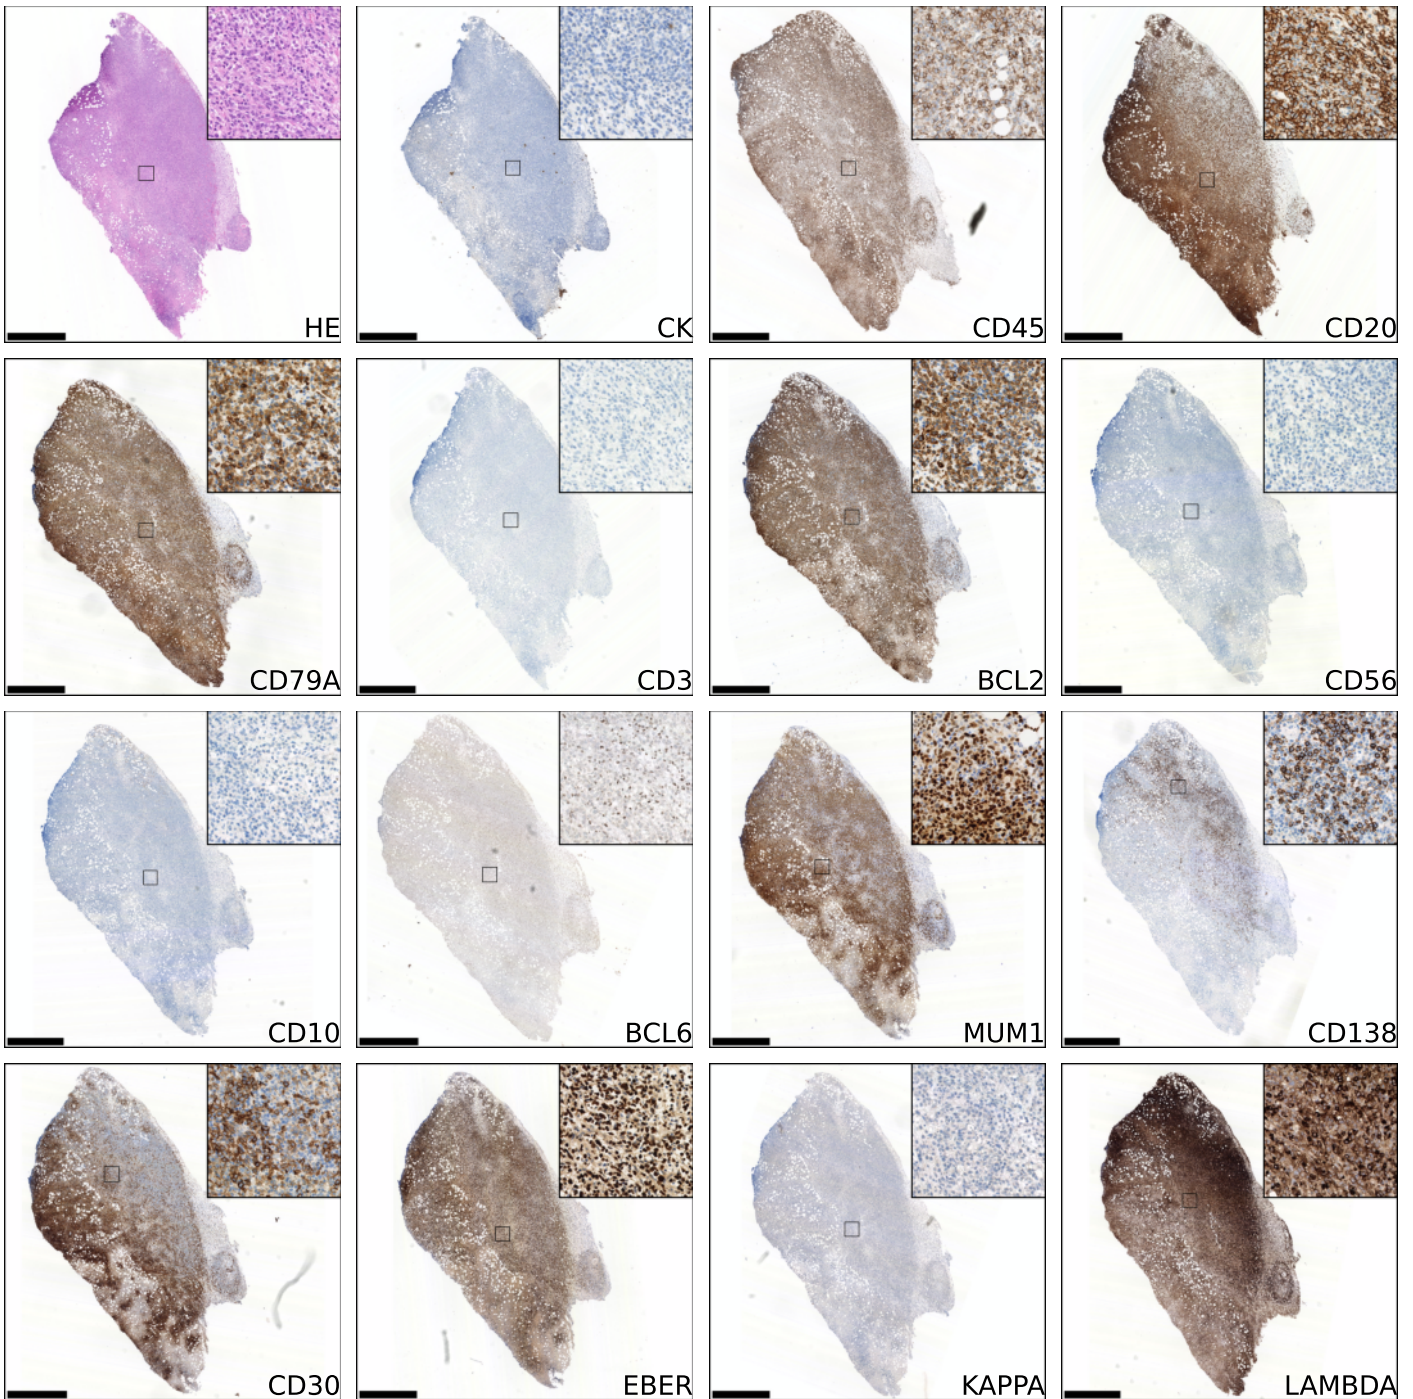 HE
CK
CD45
CD20
CD79A
CD3
BCL2
CD56
CD10
BCL6
MUM1
CD138
CD30
EBER
KAPPA
LAMBDA